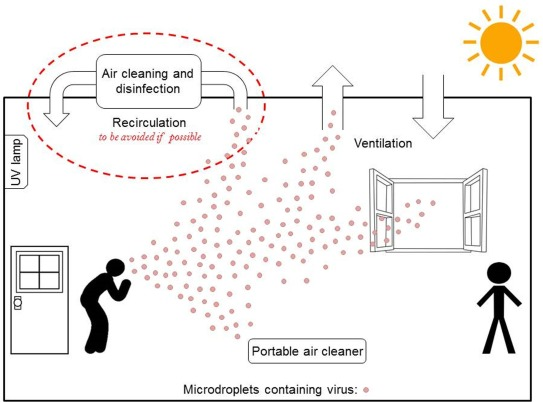 Air cleaning and
disinfection
Recirculation
to be avoided if possible
Ventilation
UV lamp
Portable air cleaner
Microdroplets containing virus: